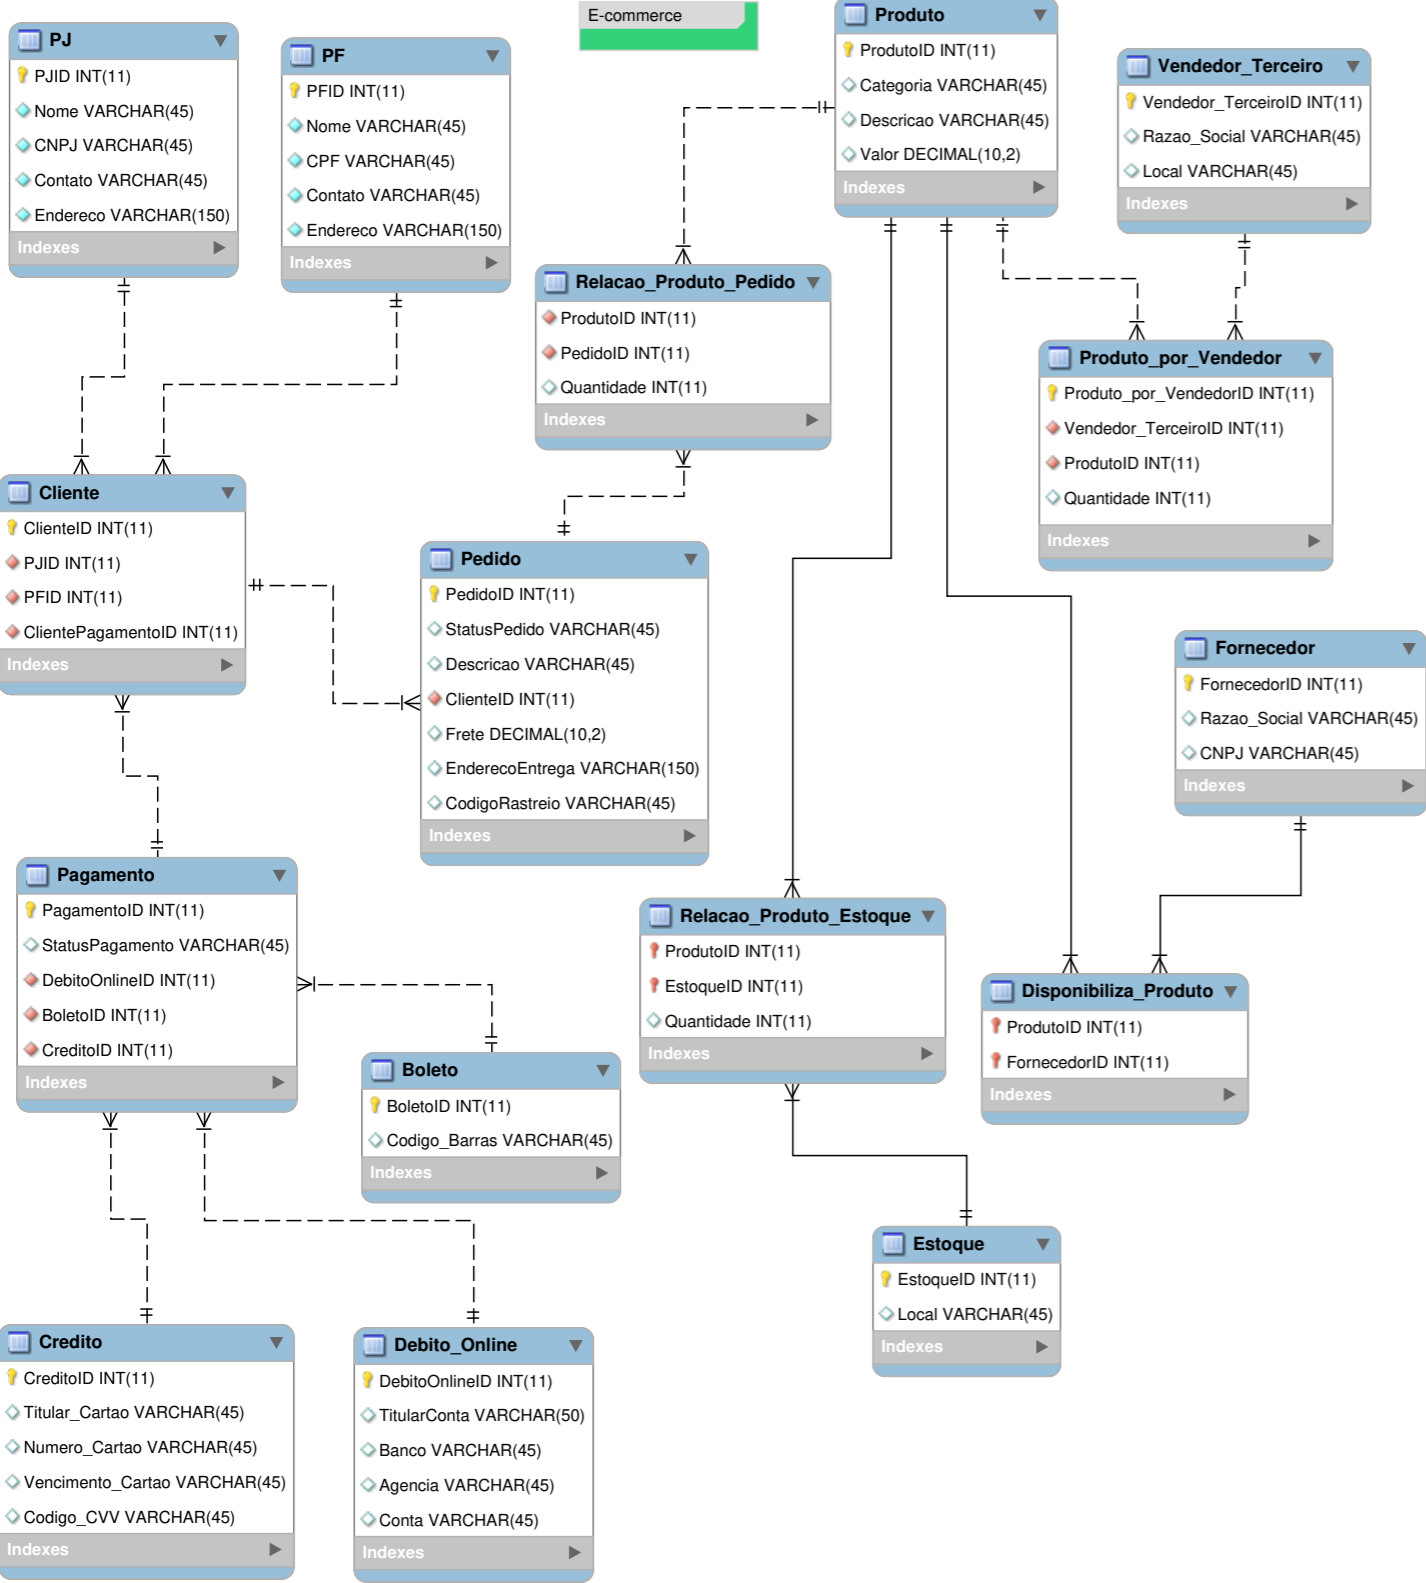 E-commerce
PJ
PJID INT(11)
Nome VARCHAR(45)
CNPJ VARCHAR(45)
Contato VARCHAR(45)
Endereco VARCHAR(150)
Indexes
PF
PFID INT(11)
Nome VARCHAR(45)
CPF VARCHAR(45)
Contato VARCHAR(45)
Endereco VARCHAR(150)
Indexes
Produto
ProdutoID INT(11)
Categoria VARCHAR(45)
Descricao VARCHAR(45)
Valor DECIMAL(10,2)
Indexes
Vendedor_Terceiro
Vendedor_TerceiroID INT(11)
Razao_Social VARCHAR(45)
Local VARCHAR(45)
Indexes
Relacao_Produto_Pedido
ProdutoID INT(11)
PedidoID INT(11)
Quantidade INT(11)
Indexes
Produto_por_Vendedor
Produto_por_VendedorID INT(11)
Vendedor_TerceiroID INT(11)
ProdutoID INT(11)
Quantidade INT(11)
Indexes
Cliente
ClienteID INT(11)
PJID INT(11)
PFID INT(11)
ClientePagamentoID INT(11)
Indexes
Pedido
PedidoID INT(11)
StatusPedido VARCHAR(45)
Descricao VARCHAR(45)
ClienteID INT(11)
Frete DECIMAL(10,2)
EnderecoEntrega VARCHAR(150)
CodigoRastreio VARCHAR(45)
Indexes
Fornecedor
FornecedorID INT(11)
Razao_Social VARCHAR(45)
CNPJ VARCHAR(45)
Indexes
Pagamento
PagamentoID INT(11)
StatusPagamento VARCHAR(45)
DebitoOnlineID INT(11)
BoletoID INT(11)
CreditoID INT(11)
Indexes
Relacao_Produto_Estoque
ProdutoID INT(11)
EstoqueID INT(11)
Quantidade INT(11)
Indexes
Disponibiliza_Produto
ProdutoID INT(11)
FornecedorID INT(11)
Indexes
Boleto
BoletoID INT(11)
Codigo_Barras VARCHAR(45)
Indexes
Estoque
EstoqueID INT(11)
Local VARCHAR(45)
Indexes
Credito
CreditoID INT(11)
Titular_Cartao VARCHAR(45)
Numero_Cartao VARCHAR(45)
Vencimento_Cartao VARCHAR(45)
Codigo_CVV VARCHAR(45)
Indexes
Debito_Online
DebitoOnlineID INT(11)
TitularConta VARCHAR(50)
Banco VARCHAR(45)
Agencia VARCHAR(45)
Conta VARCHAR(45)
Indexes